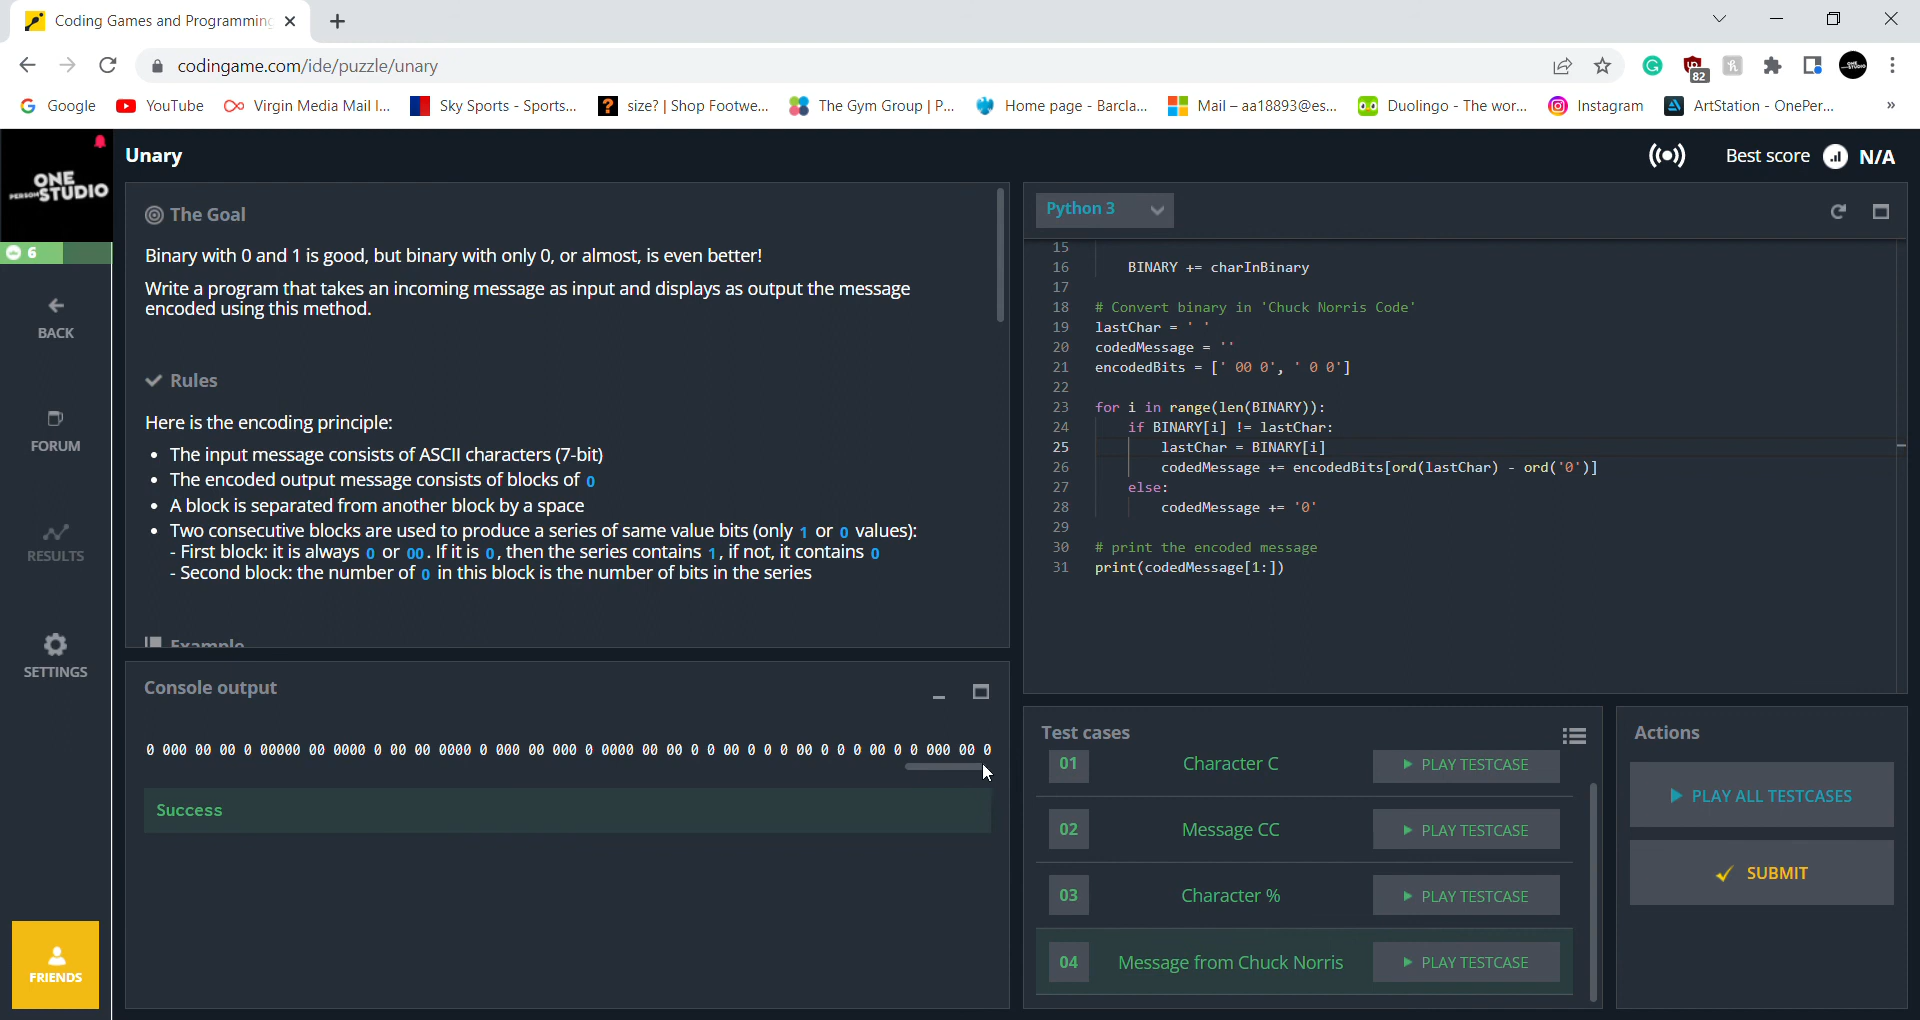 Coding Games and Programming
codingame.com/ide/puzzle/unary
82
Google
YouTube
Virgin Media Mail I...
Sky Sports - Sports...
size? | Shop Footwe...
The Gym Group | P...
Home page - Barcla...
Mail – aa18893@es...
Duolingo - The wor...
Instagram
ArtStation - OnePer...
»
ONE
PERSON STUDIO
6
BACK
FORUM
RESULTS
SETTINGS
FRIENDS
Unary
Best score N/A
The Goal
Binary with 0 and 1 is good, but binary with only 0, or almost, is even better!
Write a program that takes an incoming message as input and displays as output the message
encoded using this method.
Rules
Here is the encoding principle:
• The input message consists of ASCII characters (7-bit)
• The encoded output message consists of blocks of 0
• A block is separated from another block by a space
• Two consecutive blocks are used to produce a series of same value bits (only 1 or 0 values):
- First block: it is always 0 or 00. If it is 0, then the series contains 1, if not, it contains 0
- Second block: the number of 0 in this block is the number of bits in the series
Example
Console output
0 000 00 00 0 00000 00 0000 0 00 00 0000 0 000 00 000 0 0000 00 00 0 0 00 0 0 0 00 0 0 0 00 0 0 000 00 0
Success
Python 3
15
16 BINARY += charInBinary
17
18 # Convert binary in 'Chuck Norris Code'
19 lastChar = ' '
20 codedMessage = ''
21 encodedBits = [' 00 0', ' 0 0']
22
23 for i in range(len(BINARY)):
24 if BINARY[i] != lastChar:
25 lastChar = BINARY[i]
26 codedMessage += encodedBits[ord(lastChar) - ord('0')]
27 else:
28 codedMessage += '0'
29
30 # print the encoded message
31 print(codedMessage[1:])
Test cases
01 Character C PLAY TESTCASE
02 Message CC PLAY TESTCASE
03 Character % PLAY TESTCASE
04 Message from Chuck Norris PLAY TESTCASE
Actions
PLAY ALL TESTCASES
SUBMIT